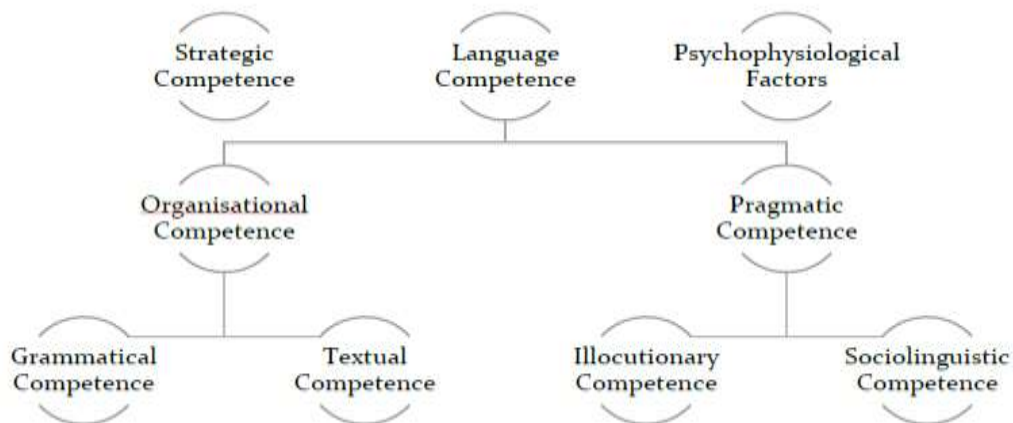 Strategic
Competence
Language
Competence
Psychophysiological
Factors
Organisational
Competence
Pragmatic
Competence
Grammatical
Competence
Textual
Competence
Illocutionary
Competence
Sociolinguistic
Competence